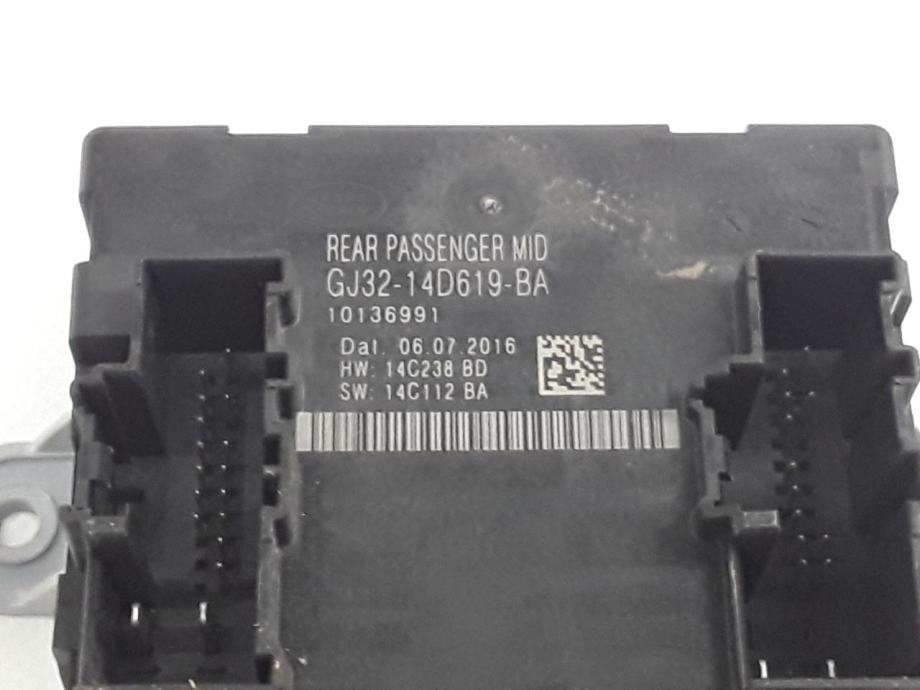 REAR PASSENGER MID
GJ32-14D619-BA
10136991
Dat. 06.07.2016
HW: 14C238 BD
SW: 14C112 BA